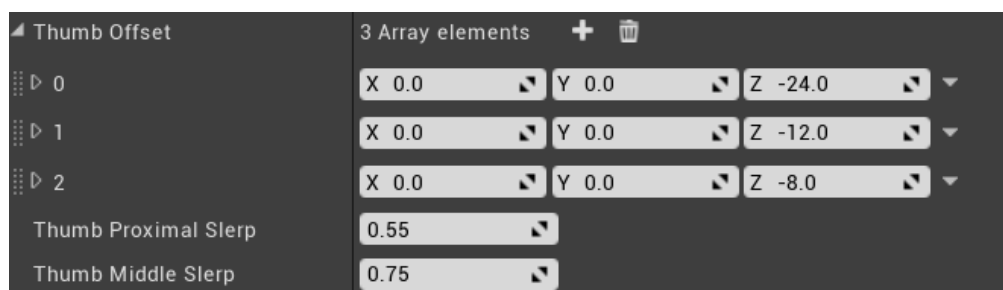 Thumb Offset 3 Array elements
0 X 0.0 Y 0.0 Z -24.0
1 X 0.0 Y 0.0 Z -12.0
2 X 0.0 Y 0.0 Z -8.0
Thumb Proximal Slerp 0.55
Thumb Middle Slerp 0.75